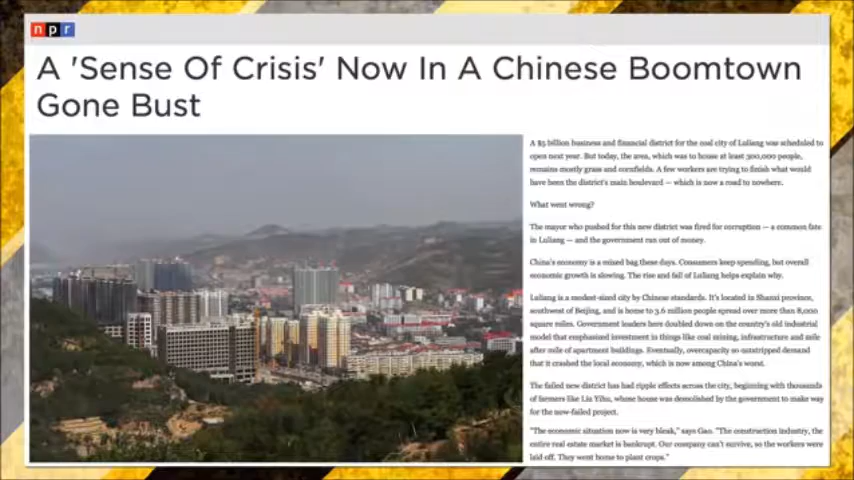 npr
A 'Sense Of Crisis' Now In A Chinese Boomtown
Gone Bust
A $5 billion business and financial district for the coal city of Luliang was scheduled to
open next year. But today, the area, which was to house at least 300,000 people,
remains mostly grass and cornfields. A few workers are trying to finish what would
have been the district's main boulevard — which is now a road to nowhere.
What went wrong?
The mayor who pushed for this new district was fired for corruption — a common fate
in Luliang — and the government ran out of money.
China's economy is a mixed bag these days. Consumers keep spending, but overall
economic growth is slowing. The rise and fall of Luliang helps explain why.
Luliang is a modest-sized city by Chinese standards. It's located in Shanxi province,
southwest of Beijing, and is home to 3.6 million people spread over more than 8,000
square miles. Government leaders here doubled down on the country's old industrial
model that emphasized investment in things like coal mining, infrastructure and mile
after mile of apartment buildings. Eventually, overcapacity so outstripped demand
that it crashed the local economy, which is now among China's worst.
The failed new district has had ripple effects across the city, beginning with thousands
of farmers like Liu Yihu, whose house was demolished by the government to make way
for the now-failed project.
"The economic situation now is very bleak," says Gao. "The construction industry, the
entire real estate market is bankrupt. Our company can't survive, so the workers were
laid off. They went home to plant crops."